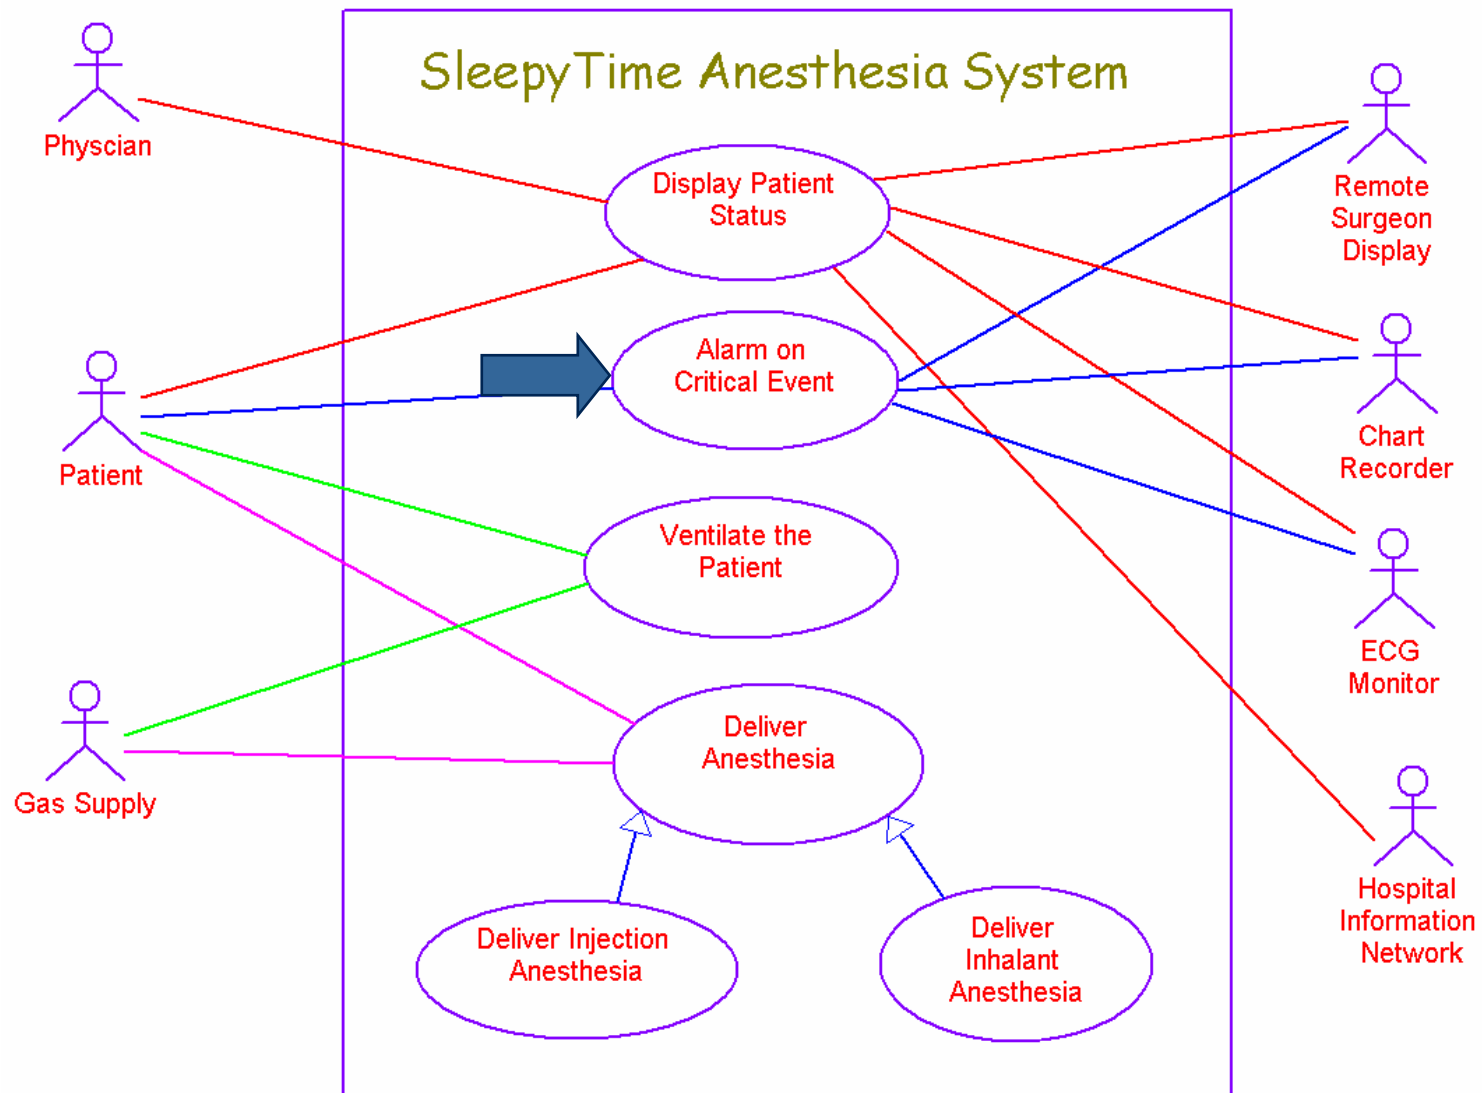 SleepyTime Anesthesia System
Physcian
Display Patient
Status
Remote
Surgeon
Display
Alarm on
Critical Event
Patient
Chart
Recorder
Ventilate the
Patient
ECG
Monitor
Gas Supply
Deliver
Anesthesia
Hospital
Information
Network
Deliver Injection
Anesthesia
Deliver
Inhalant
Anesthesia